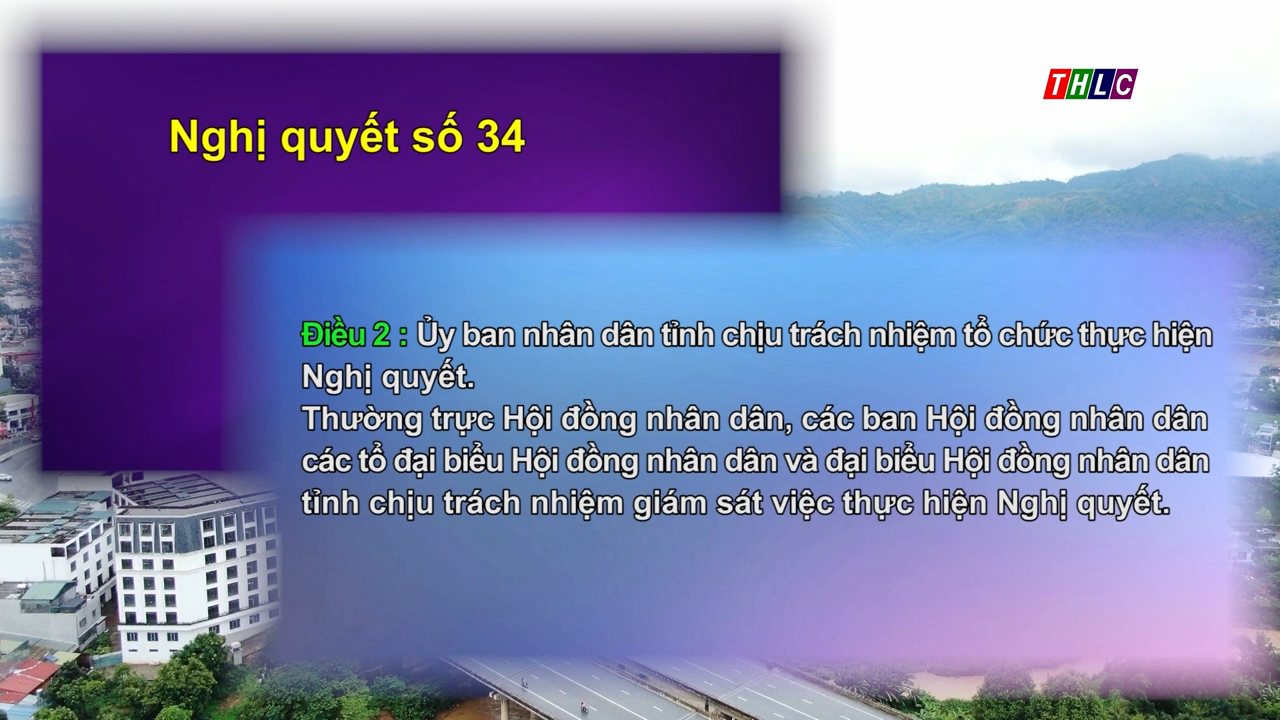 THLC
Nghị quyết số 34
Điều 2 : Ủy ban nhân dân tỉnh chịu trách nhiệm tổ chức thực hiện
Nghị quyết.
Thường trực Hội đồng nhân dân, các ban Hội đồng nhân dân
các tổ đại biểu Hội đồng nhân dân và đại biểu Hội đồng nhân dân
tỉnh chịu trách nhiệm giám sát việc thực hiện Nghị quyết.